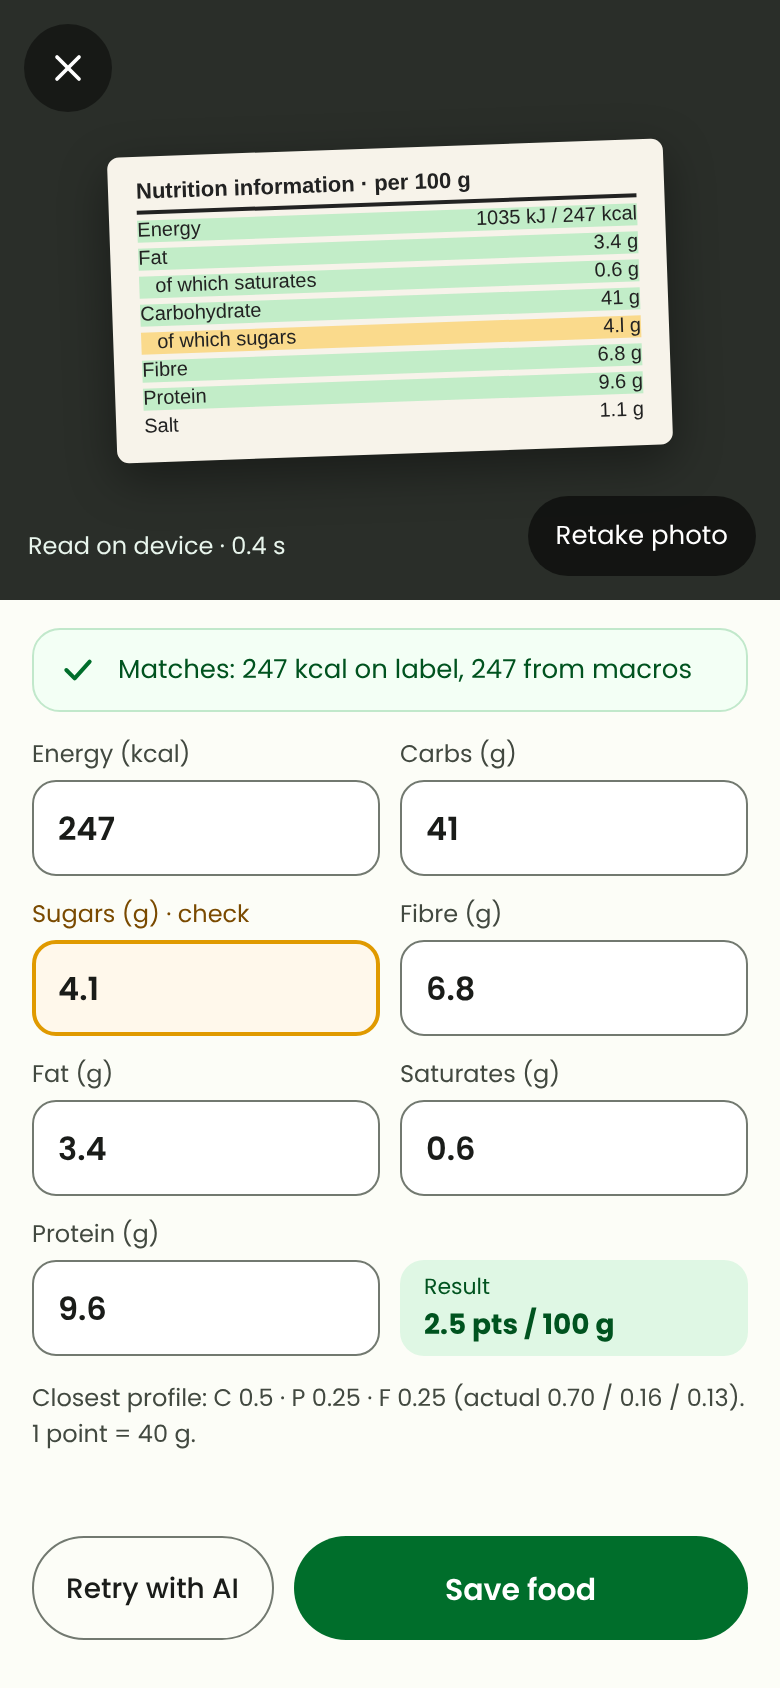 Nutrition information · per 100 g
Energy 1035 kJ / 247 kcal
Fat 3.4 g
of which saturates 0.6 g
Carbohydrate 41 g
of which sugars 4.l g
Fibre 6.8 g
Protein 9.6 g
Salt 1.1 g
Read on device · 0.4 s
Retake photo
Matches: 247 kcal on label, 247 from macros
Energy (kcal) Carbs (g)
247 41
Sugars (g) · check Fibre (g)
4.1 6.8
Fat (g) Saturates (g)
3.4 0.6
Protein (g)
9.6
Result
2.5 pts / 100 g
Closest profile: C 0.5 · P 0.25 · F 0.25 (actual 0.70 / 0.16 / 0.13).
1 point = 40 g.
Retry with AI Save food